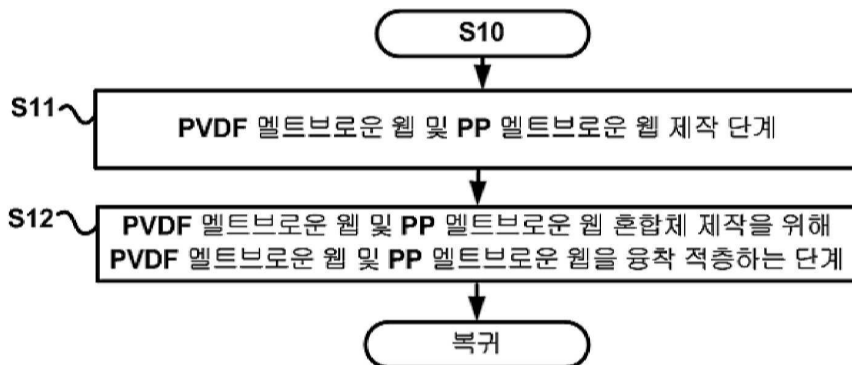 S10
S11
PVDF 멜트브로운 웹 및 PP 멜트브로운 웹 제작 단계
S12
PVDF 멜트브로운 웹 및 PP 멜트브로운 웹 혼합체 제작을 위해
PVDF 멜트브로운 웹 및 PP 멜트브로운 웹을 융착 적층하는 단계
복귀